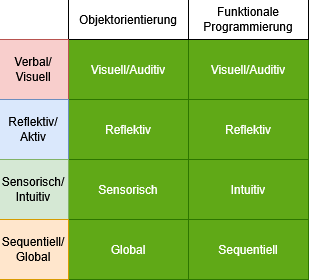 Objektorientierung
Funktionale
Programmierung
Verbal/
Visuell
Visuell/Auditiv
Visuell/Auditiv
Reflektiv/
Aktiv
Reflektiv
Reflektiv
Sensorisch/
Intuitiv
Sensorisch
Intuitiv
Sequentiell/
Global
Global
Sequentiell